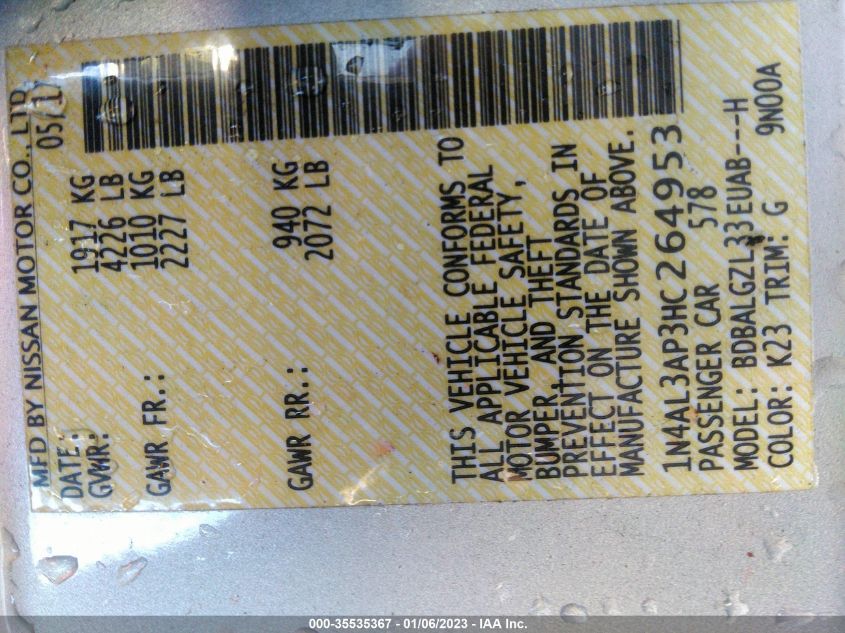 MFD BY NISSAN MOTOR CO., LTD
DATE: 05/17
GVWR: 1917 KG
4226 LB
GAWR FR.: 1010 KG
2227 LB
GAWR RR.: 940 KG
2072 LB
THIS VEHICLE CONFORMS TO
ALL APPLICABLE FEDERAL
MOTOR VEHICLE SAFETY,
BUMPER, AND THEFT
PREVENTION STANDARDS IN
EFFECT ON THE DATE OF
MANUFACTURE SHOWN ABOVE.
1N4AL3AP3HC264953
PASSENGER CAR 578
MODEL: BDBALGZL33EUAB---H
COLOR: K23 TRIM: G 9N00A
000-35535367 - 01/06/2023 - IAA Inc.